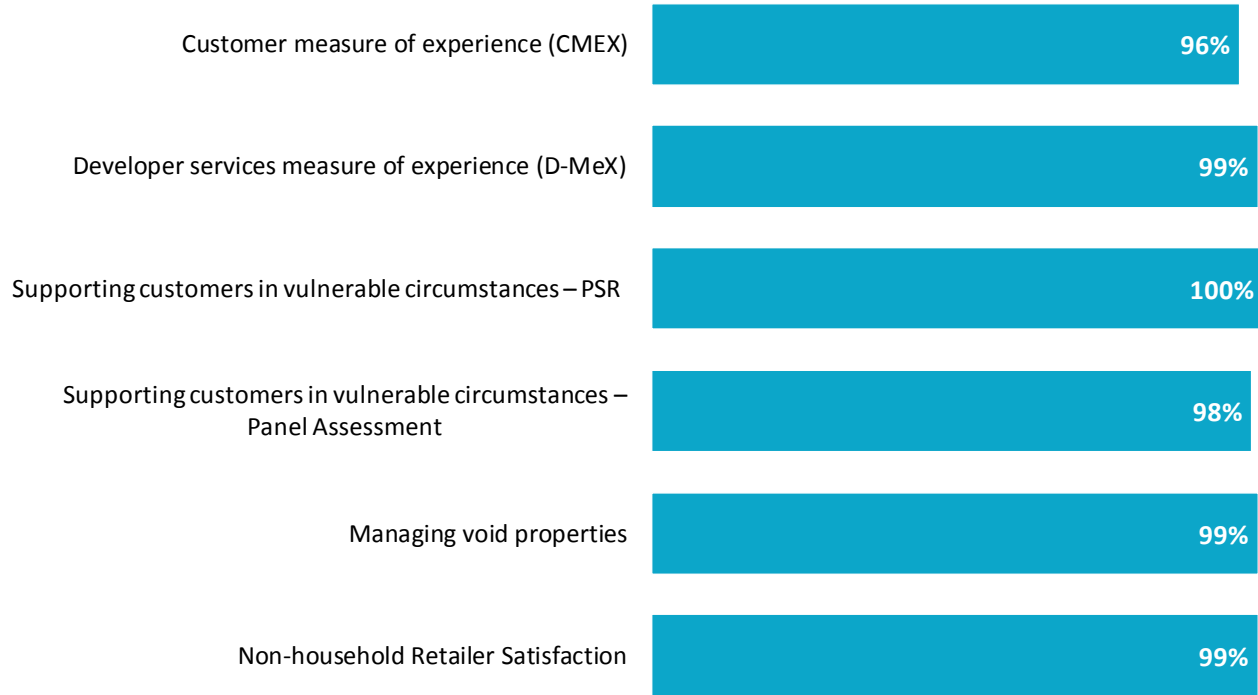 Customer measure of experience (CMEX)
96%
Developer services measure of experience (D-MeX)
99%
Supporting customers in vulnerable circumstances – PSR
100%
Supporting customers in vulnerable circumstances –
Panel Assessment
98%
Managing void properties
99%
Non-household Retailer Satisfaction
99%